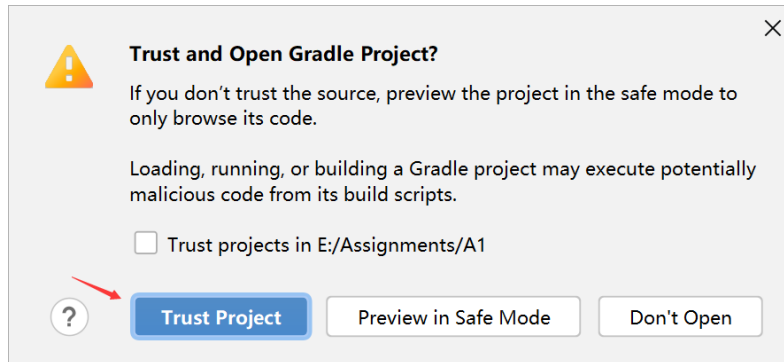 Trust and Open Gradle Project?
If you don’t trust the source, preview the project in the safe mode to
only browse its code.
Loading, running, or building a Gradle project may execute potentially
malicious code from its build scripts.
Trust projects in E:/Assignments/A1
? Trust Project Preview in Safe Mode Don't Open